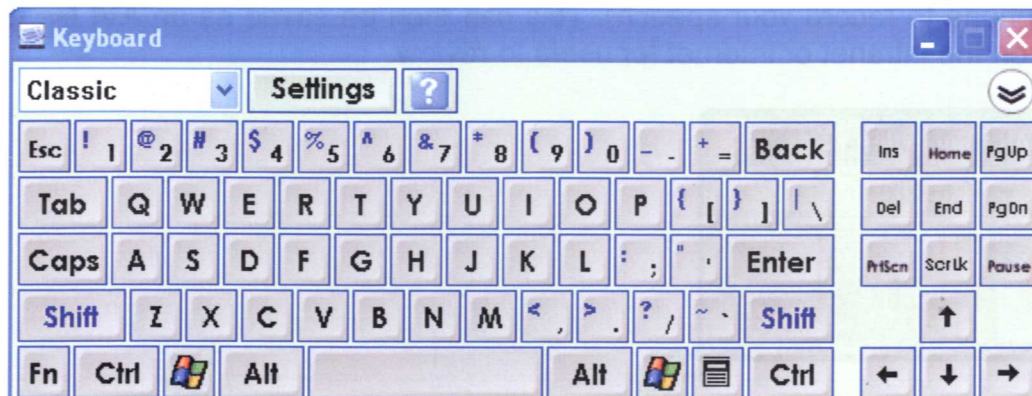 Keyboard
Classic Settings ?
Esc ! 1 @ 2 # 3 $ 4 % 5 ^ 6 & 7 * 8 ( 9 ) 0 _ - + = Back Ins Home PgUp
Tab Q W E R T Y U I O P { [ } ] | \ Del End PgDn
Caps A S D F G H J K L : ; " ' Enter PrtScn Scrlk Pause
Shift Z X C V B N M < , > . ? / ~ ` Shift ↑
Fn Ctrl Alt Alt Ctrl ← ↓ →